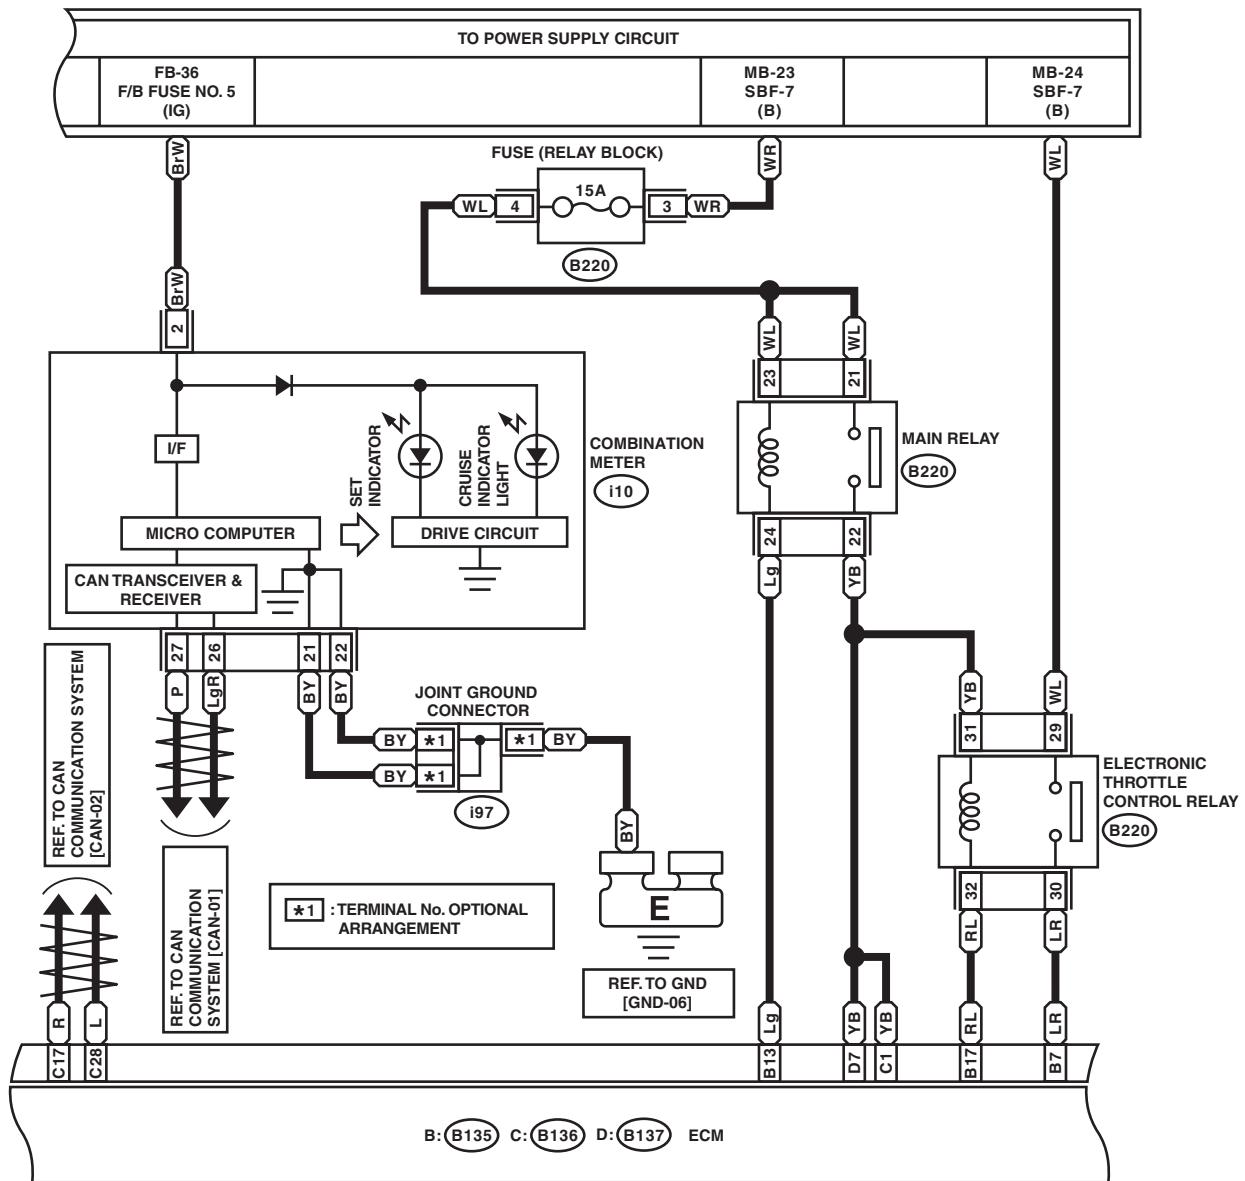 TO POWER SUPPLY CIRCUIT
FB-36
F/B FUSE NO. 5
(IG)
MB-23
SBF-7
(B)
MB-24
SBF-7
(B)
BrW
WR
WL
FUSE (RELAY BLOCK)
15A
WL 4
3 WR
B220
BrW
2
WL
WL
23
21
I/F
SET
INDICATOR
CRUISE
INDICATOR
LIGHT
COMBINATION
METER
i10
MAIN RELAY
B220
MICRO COMPUTER
DRIVE CIRCUIT
24
22
Lg
YB
CAN TRANSCEIVER &
RECEIVER
27
26
21
22
P
LgR
BY
BY
REF. TO CAN
COMMUNICATION SYSTEM
[CAN-02]
JOINT GROUND
CONNECTOR
BY *1
*1 BY
BY *1
i97
YB
WL
31
29
ELECTRONIC
THROTTLE
CONTROL RELAY
B220
BY
E
REF. TO GND
[GND-06]
32
30
RL
LR
REF. TO CAN
COMMUNICATION
SYSTEM [CAN-01]
*1 : TERMINAL No. OPTIONAL
ARRANGEMENT
R
L
Lg
YB
YB
RL
LR
C17
C28
B13
D7
C1
B17
B7
B: B135 C: B136 D: B137 ECM